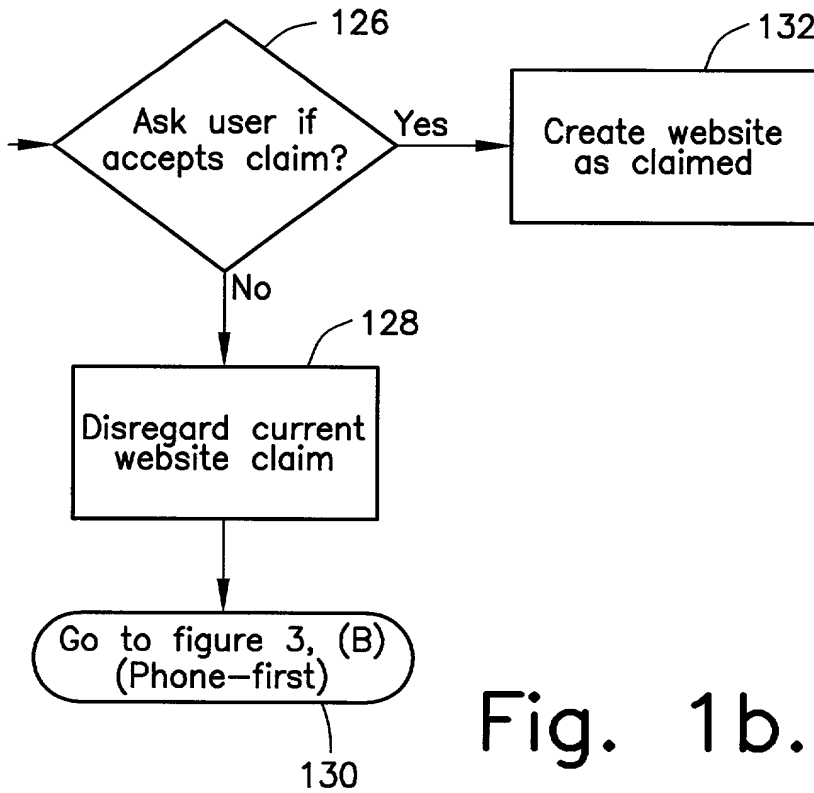 126
132
Ask user if
accepts claim?
Yes
Create website
as claimed
No
128
Disregard current
website claim
Go to figure 3, (B)
(Phone-first)
130
Fig. 1b.